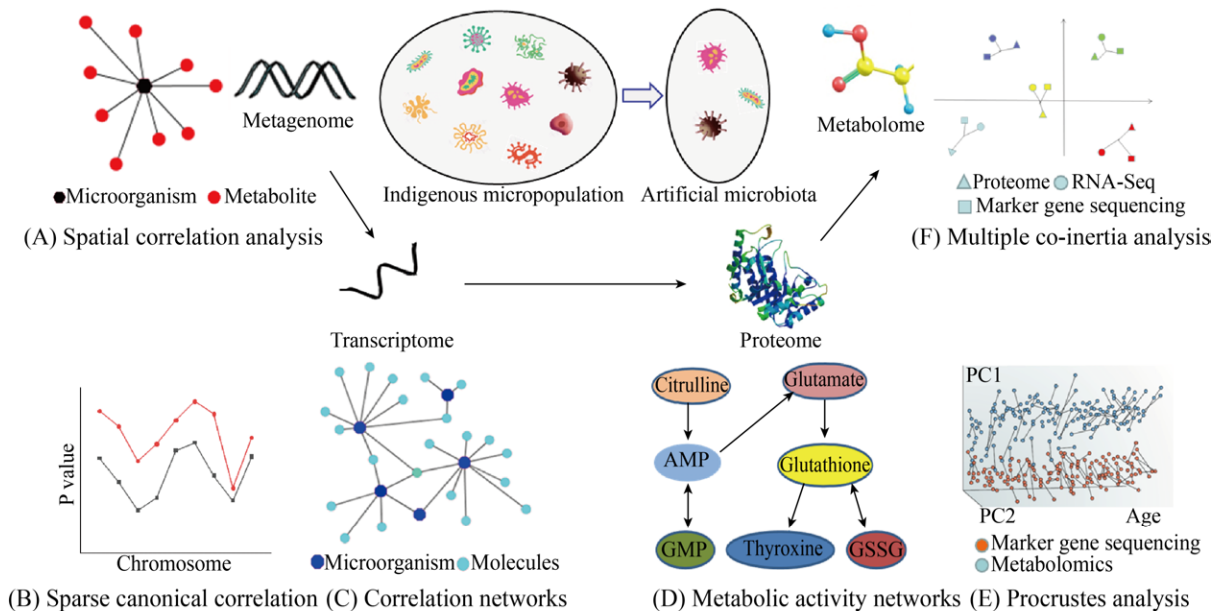 Metagenome
Microorganism
Metabolite
(A) Spatial correlation analysis
Indigenous micropopulation
Artificial microbiota
Metabolome
Proteome
RNA-Seq
Marker gene sequencing
(F) Multiple co-inertia analysis
Transcriptome
Proteome
P value
Chromosome
(B) Sparse canonical correlation
Microorganism
Molecules
(C) Correlation networks
Citrulline
Glutamate
AMP
Glutathione
GMP
Thyroxine
GSSG
(D) Metabolic activity networks
PC1
PC2
Age
Marker gene sequencing
Metabolomics
(E) Procrustes analysis